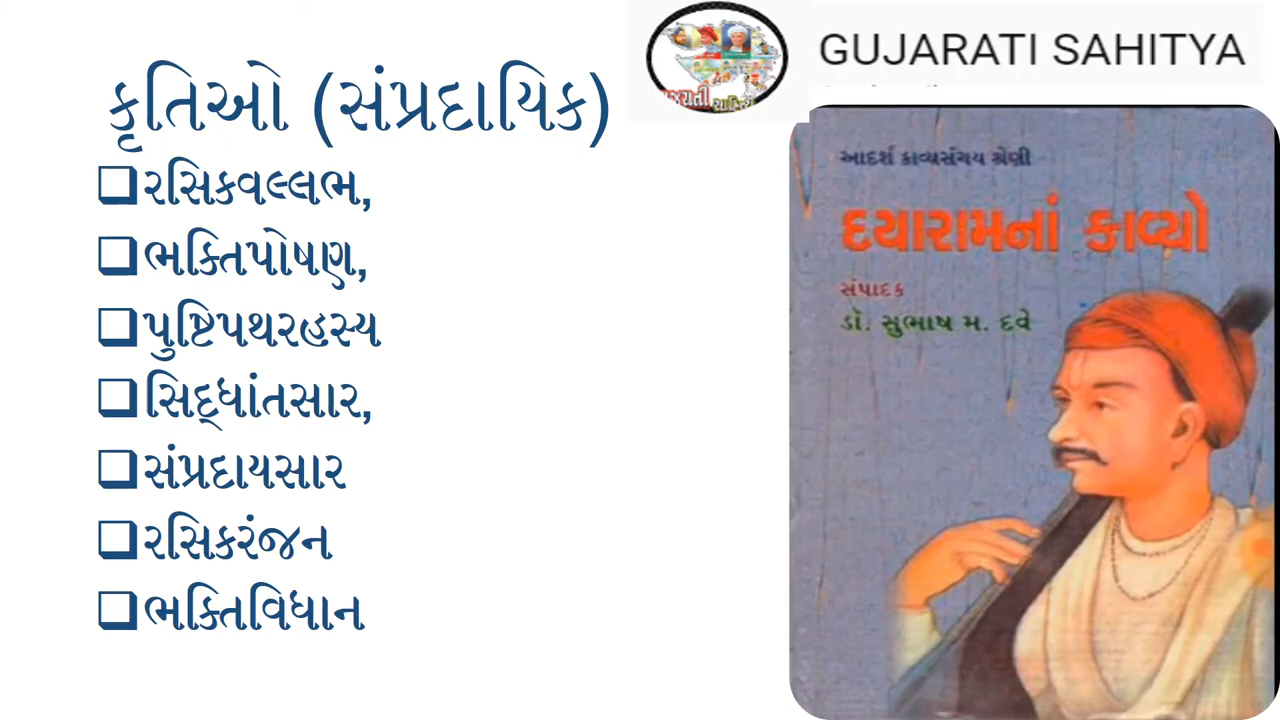 GUJARATI SAHITYA
ગુજરાતી સાહિત્ય
કૃતિઓ (સંપ્રદાયિક)
રસિકવલ્લભ,
ભક્તિપોષણ,
પુષ્ટિપથરહસ્ય
સિદ્ધાંતસાર,
સંપ્રદાયસાર
રસિકરંજન
ભક્તિવિધાન
આદર્શ કાવ્યસંચય શ્રેણી
દયારામનાં કાવ્યો
સંપાદક
ડૉ. સુભાષ મ. દવે